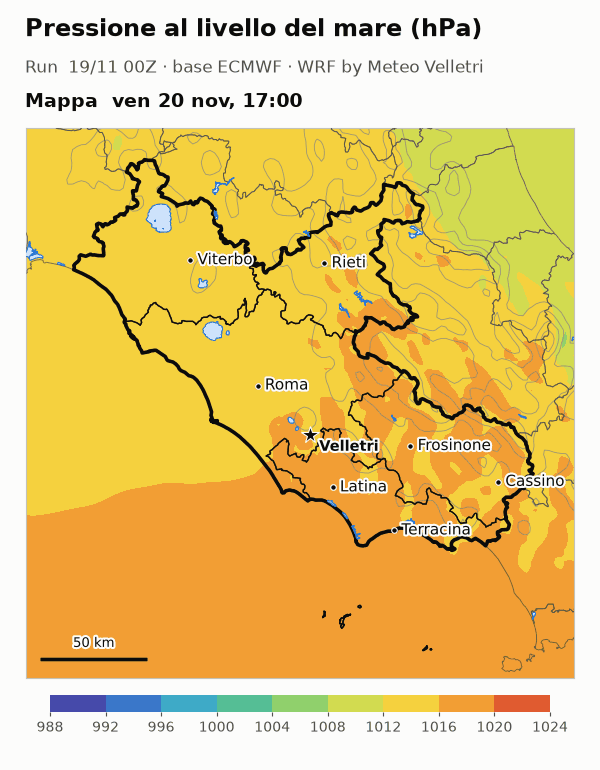 Pressione al livello del mare (hPa)
Run  19/11 00Z · base ECMWF · WRF by Meteo Velletri
Mappa  ven 20 nov, 17:00
Viterbo
Rieti
Roma
Velletri
Frosinone
Cassino
Latina
Terracina
50 km
988 992 996 1000 1004 1008 1012 1016 1020 1024